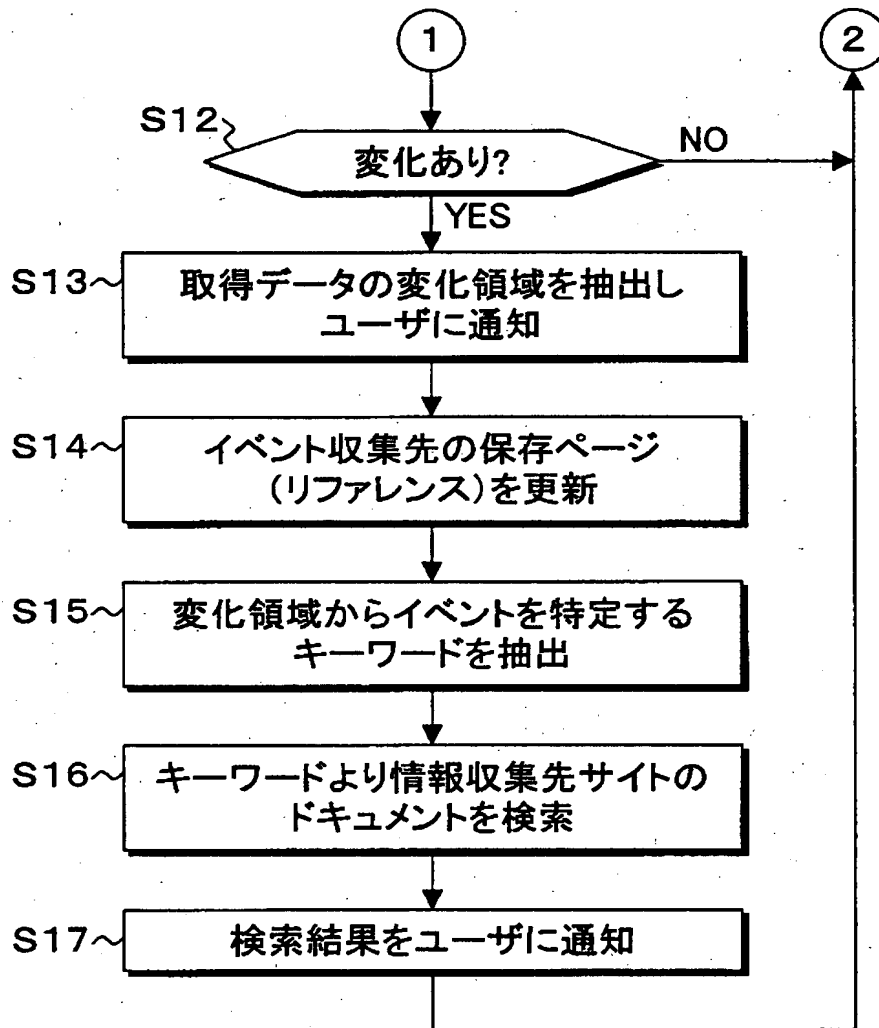 1
2
S12
変化あり?
NO
YES
S13
取得データの変化領域を抽出し
ユーザに通知
S14
イベント収集先の保存ページ
(リファレンス)を更新
S15
変化領域からイベントを特定する
キーワードを抽出
S16
キーワードより情報収集先サイトの
ドキュメントを検索
S17
検索結果をユーザに通知